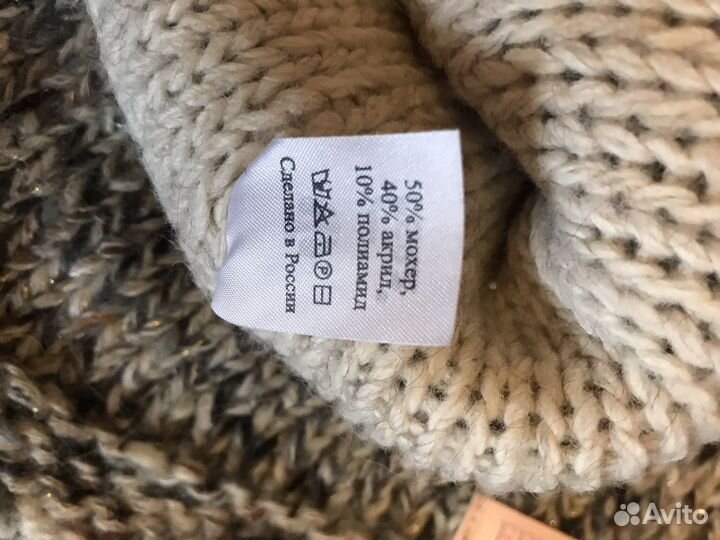 50% мохер,
40% акрил,
10% полиамид
Сделано в России
Avito